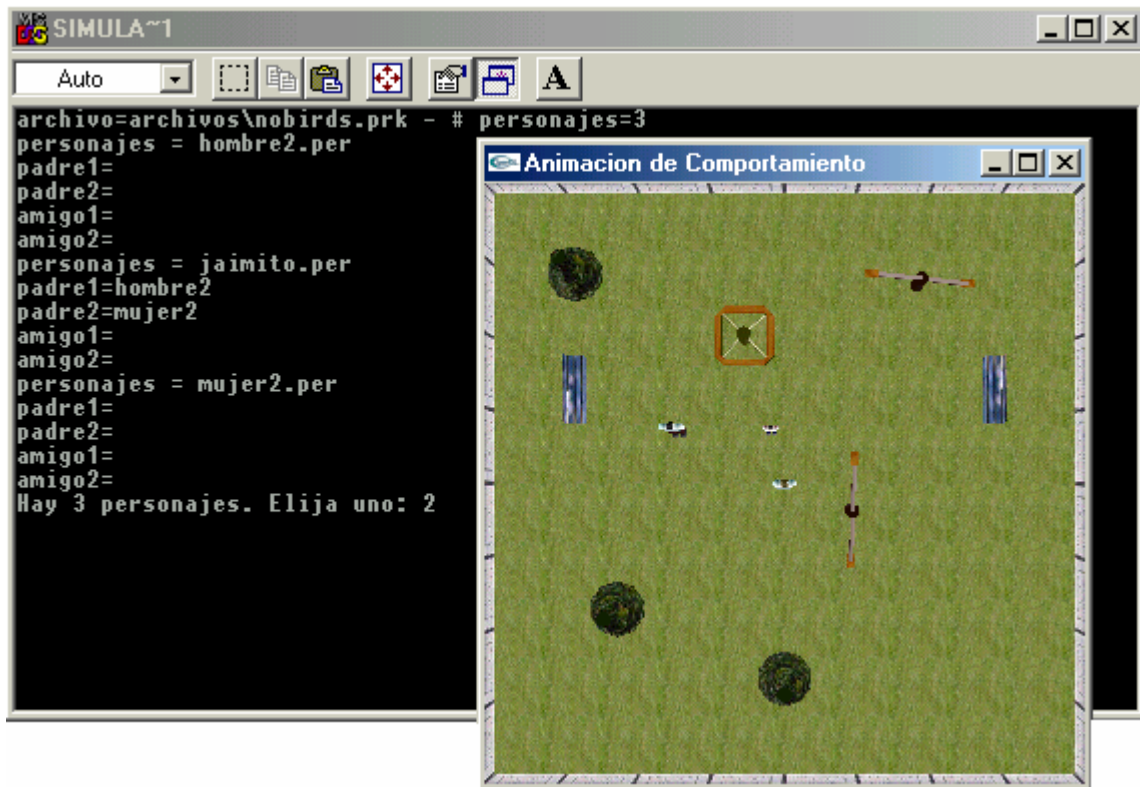 SIMULA~1
Auto
A
archivo=archivos\nobirds.prk - # personajes=3
personajes = hombre2.per
padre1=
padre2=
amigo1=
amigo2=
personajes = jaimito.per
padre1=hombre2
padre2=mujer2
amigo1=
amigo2=
personajes = mujer2.per
padre1=
padre2=
amigo1=
amigo2=
Hay 3 personajes. Elija uno: 2
Animacion de Comportamiento